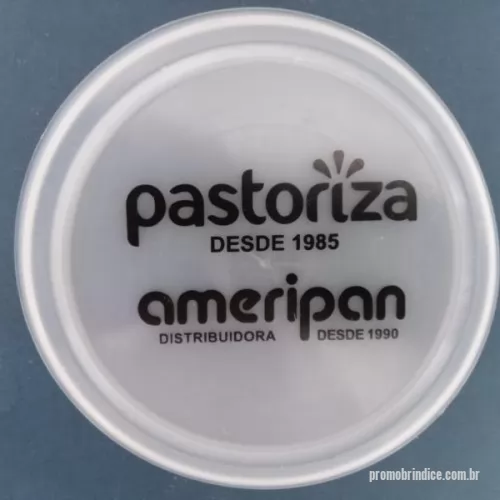 pastoriza
DESDE 1985
ameripan
DISTRIBUIDORA DESDE 1990
promobrindice.com.br